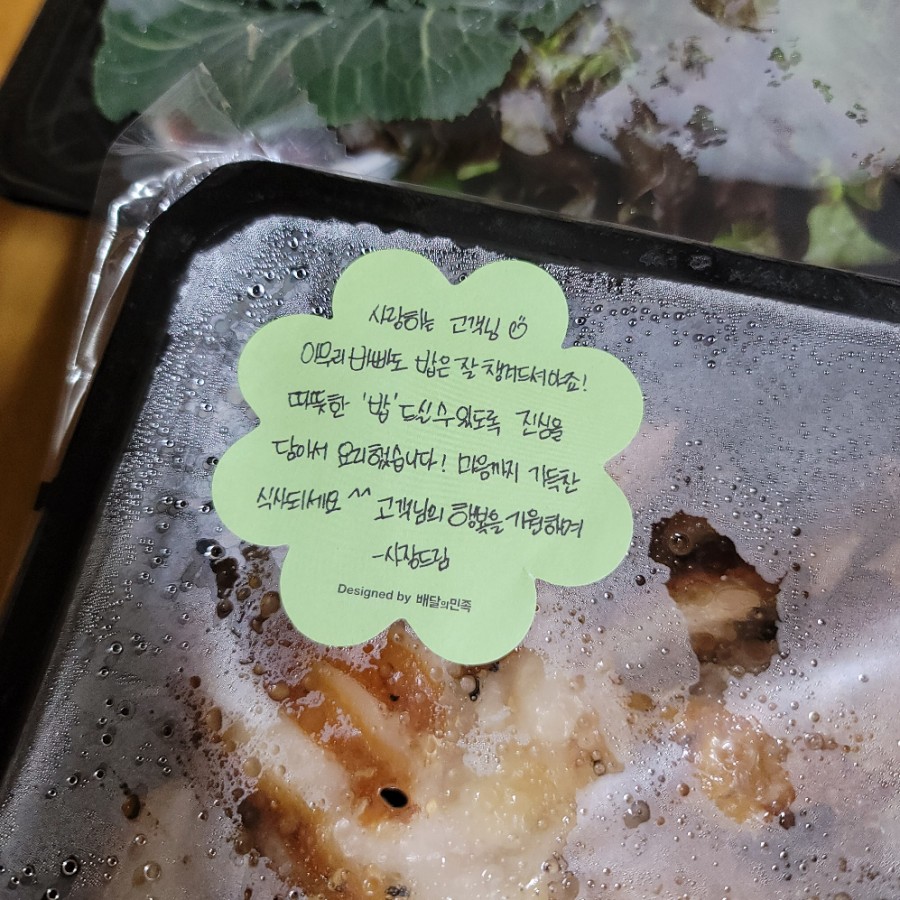 사랑하는 고객님
아무리 바빠도 밥은 잘 챙겨드셔야죠!
따뜻한 '밥' 드실 수 있도록 진심을
담아서 요리했습니다! 마음까지 가득찬
식사되세요 ^^ 고객님의 행복을 기원하며
-사장드림
Designed by 배달의민족